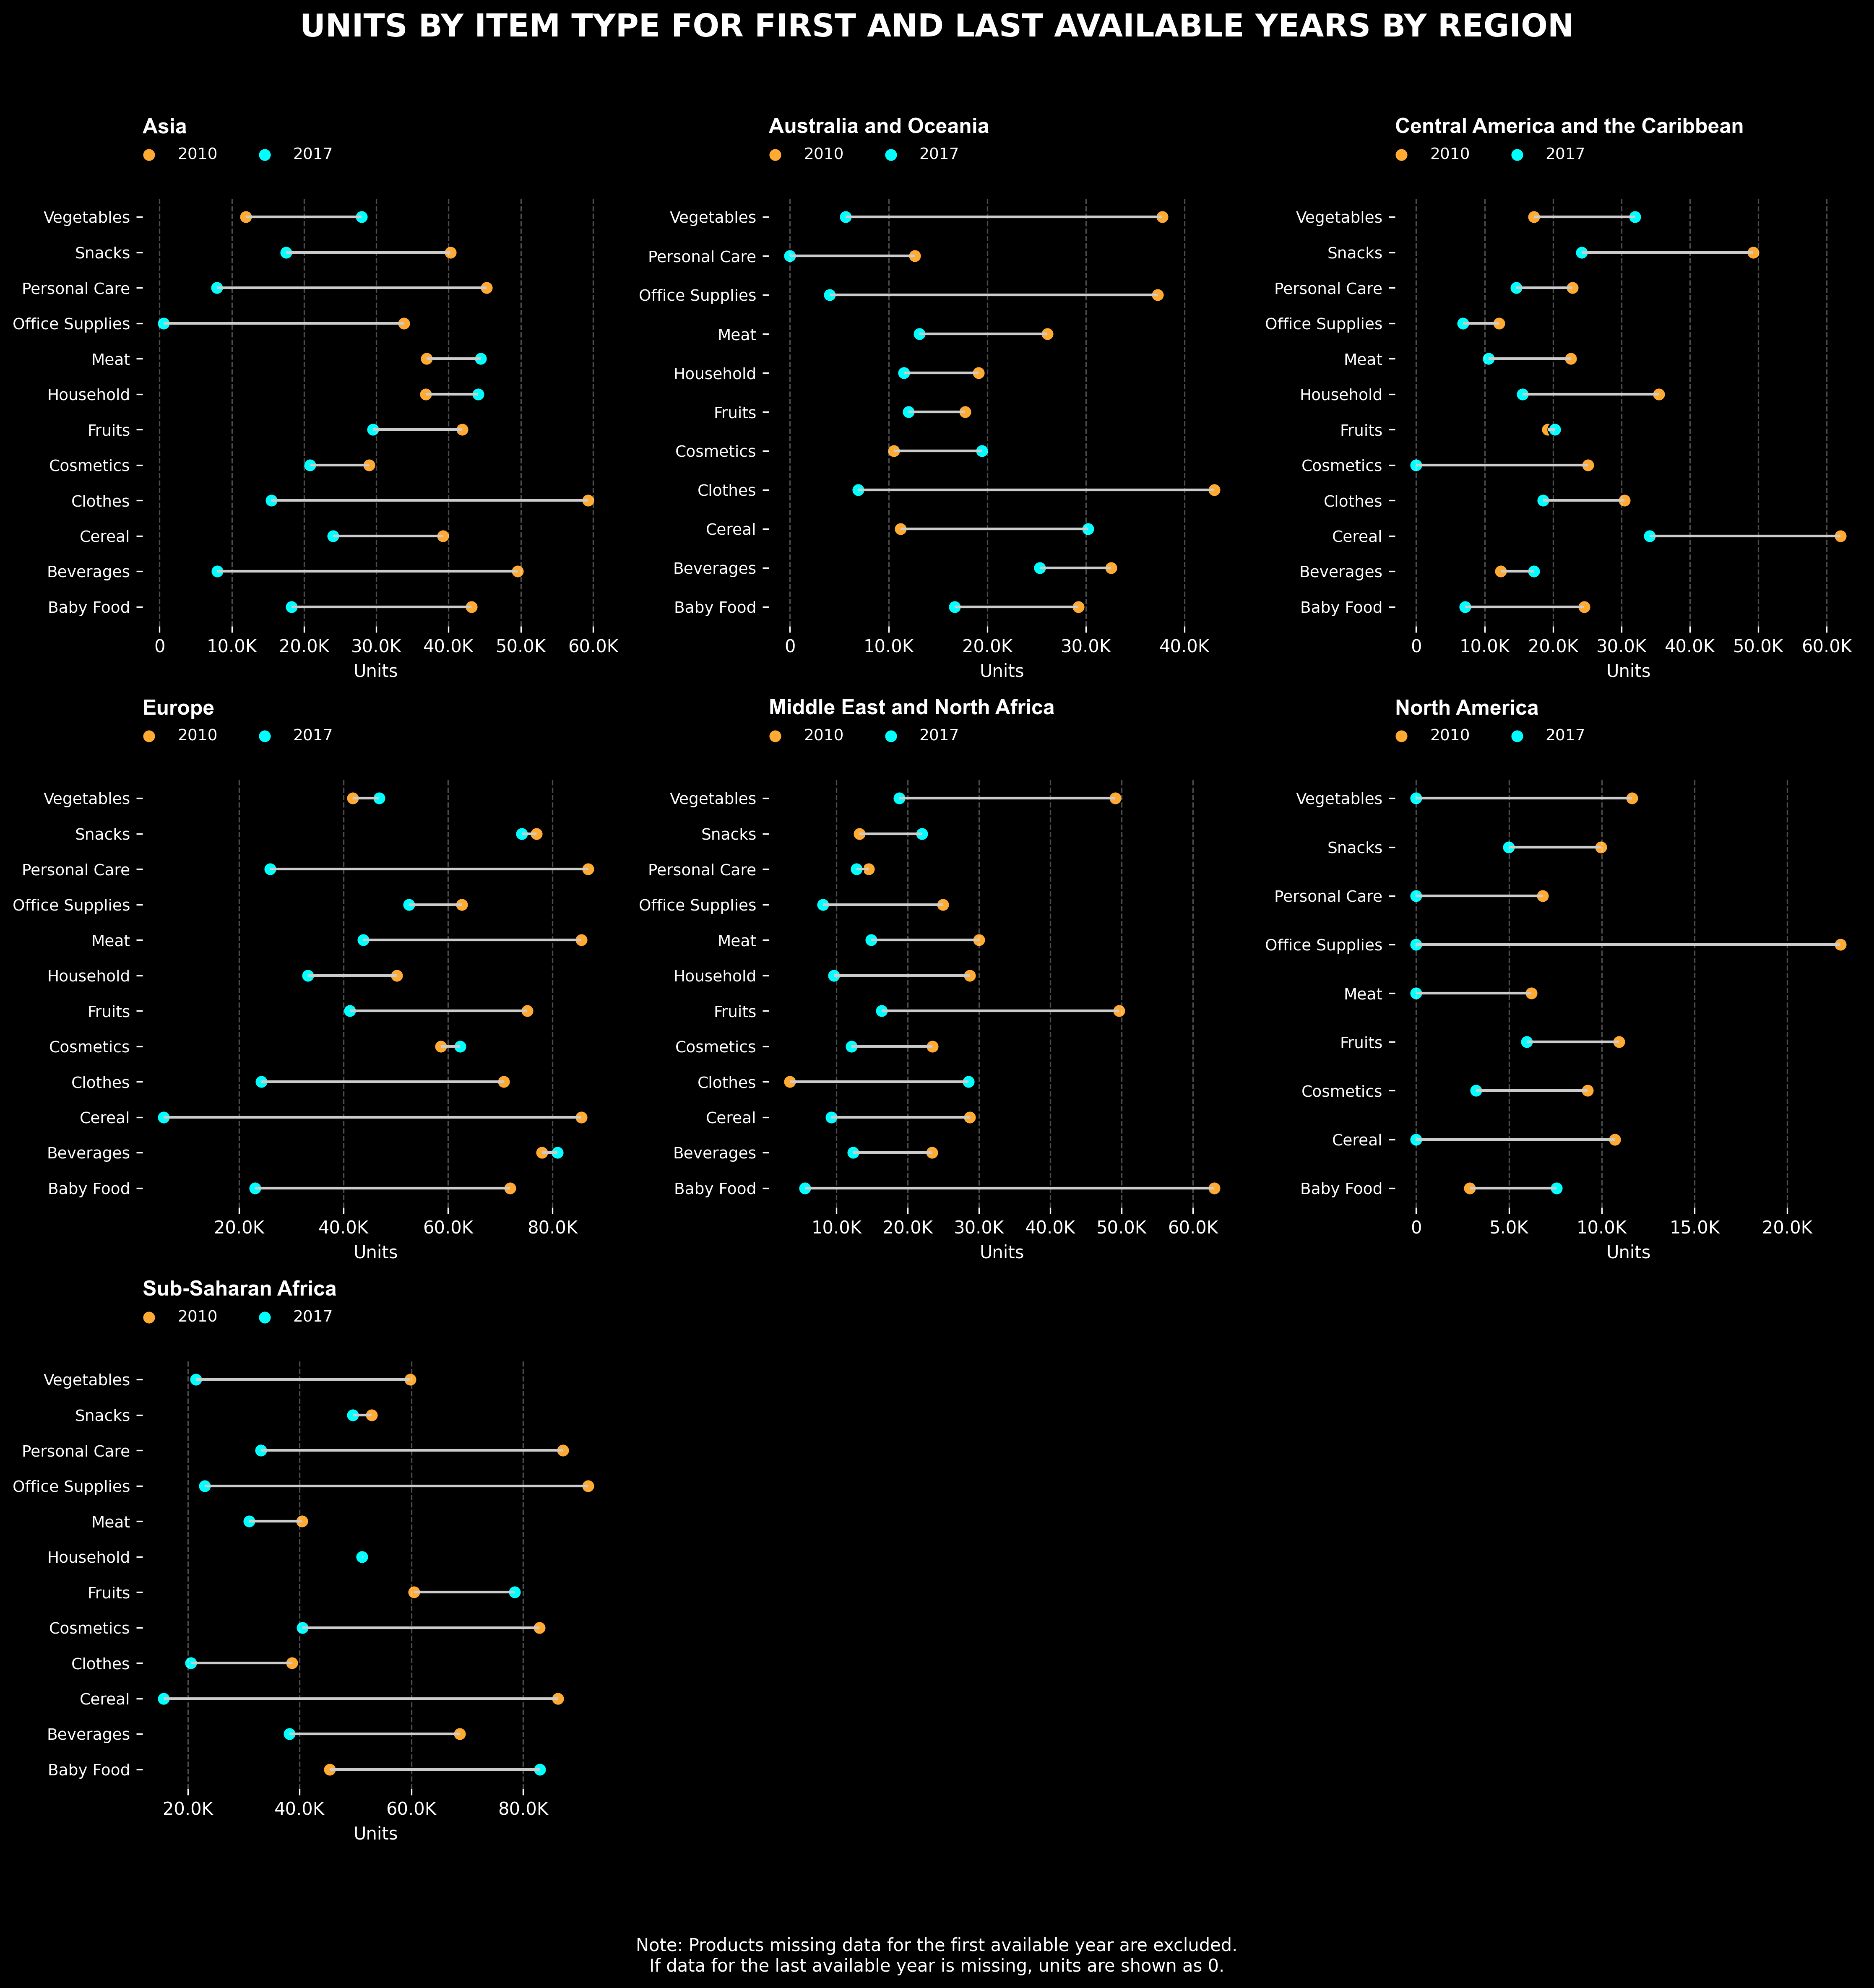 UNITS BY ITEM TYPE FOR FIRST AND LAST AVAILABLE YEARS BY REGION
Asia
2010 2017
Vegetables
Snacks
Personal Care
Office Supplies
Meat
Household
Fruits
Cosmetics
Clothes
Cereal
Beverages
Baby Food
0 10.0K 20.0K 30.0K 40.0K 50.0K 60.0K
Units
Australia and Oceania
2010 2017
Vegetables
Personal Care
Office Supplies
Meat
Household
Fruits
Cosmetics
Clothes
Cereal
Beverages
Baby Food
0 10.0K 20.0K 30.0K 40.0K
Units
Central America and the Caribbean
2010 2017
Vegetables
Snacks
Personal Care
Office Supplies
Meat
Household
Fruits
Cosmetics
Clothes
Cereal
Beverages
Baby Food
0 10.0K 20.0K 30.0K 40.0K 50.0K 60.0K
Units
Europe
2010 2017
Vegetables
Snacks
Personal Care
Office Supplies
Meat
Household
Fruits
Cosmetics
Clothes
Cereal
Beverages
Baby Food
20.0K 40.0K 60.0K 80.0K
Units
Middle East and North Africa
2010 2017
Vegetables
Snacks
Personal Care
Office Supplies
Meat
Household
Fruits
Cosmetics
Clothes
Cereal
Beverages
Baby Food
10.0K 20.0K 30.0K 40.0K 50.0K 60.0K
Units
North America
2010 2017
Vegetables
Snacks
Personal Care
Office Supplies
Meat
Fruits
Cosmetics
Cereal
Baby Food
0 5.0K 10.0K 15.0K 20.0K
Units
Sub-Saharan Africa
2010 2017
Vegetables
Snacks
Personal Care
Office Supplies
Meat
Household
Fruits
Cosmetics
Clothes
Cereal
Beverages
Baby Food
20.0K 40.0K 60.0K 80.0K
Units
Note: Products missing data for the first available year are excluded.
If data for the last available year is missing, units are shown as 0.